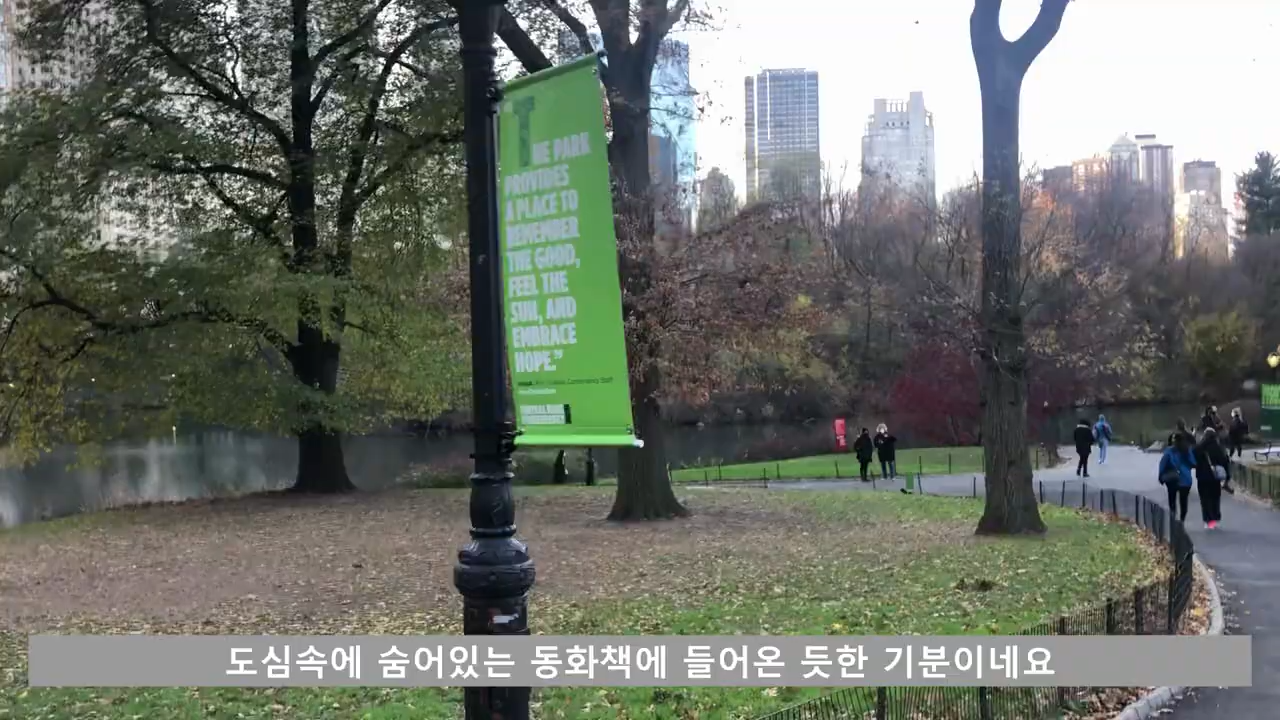 THE PARK
PROVIDES
A PLACE TO
REMEMBER
THE GOOD,
FEEL THE
SUN, AND
EMBRACE
HOPE."
도심속에 숨어있는 동화책에 들어온 듯한 기분이네요